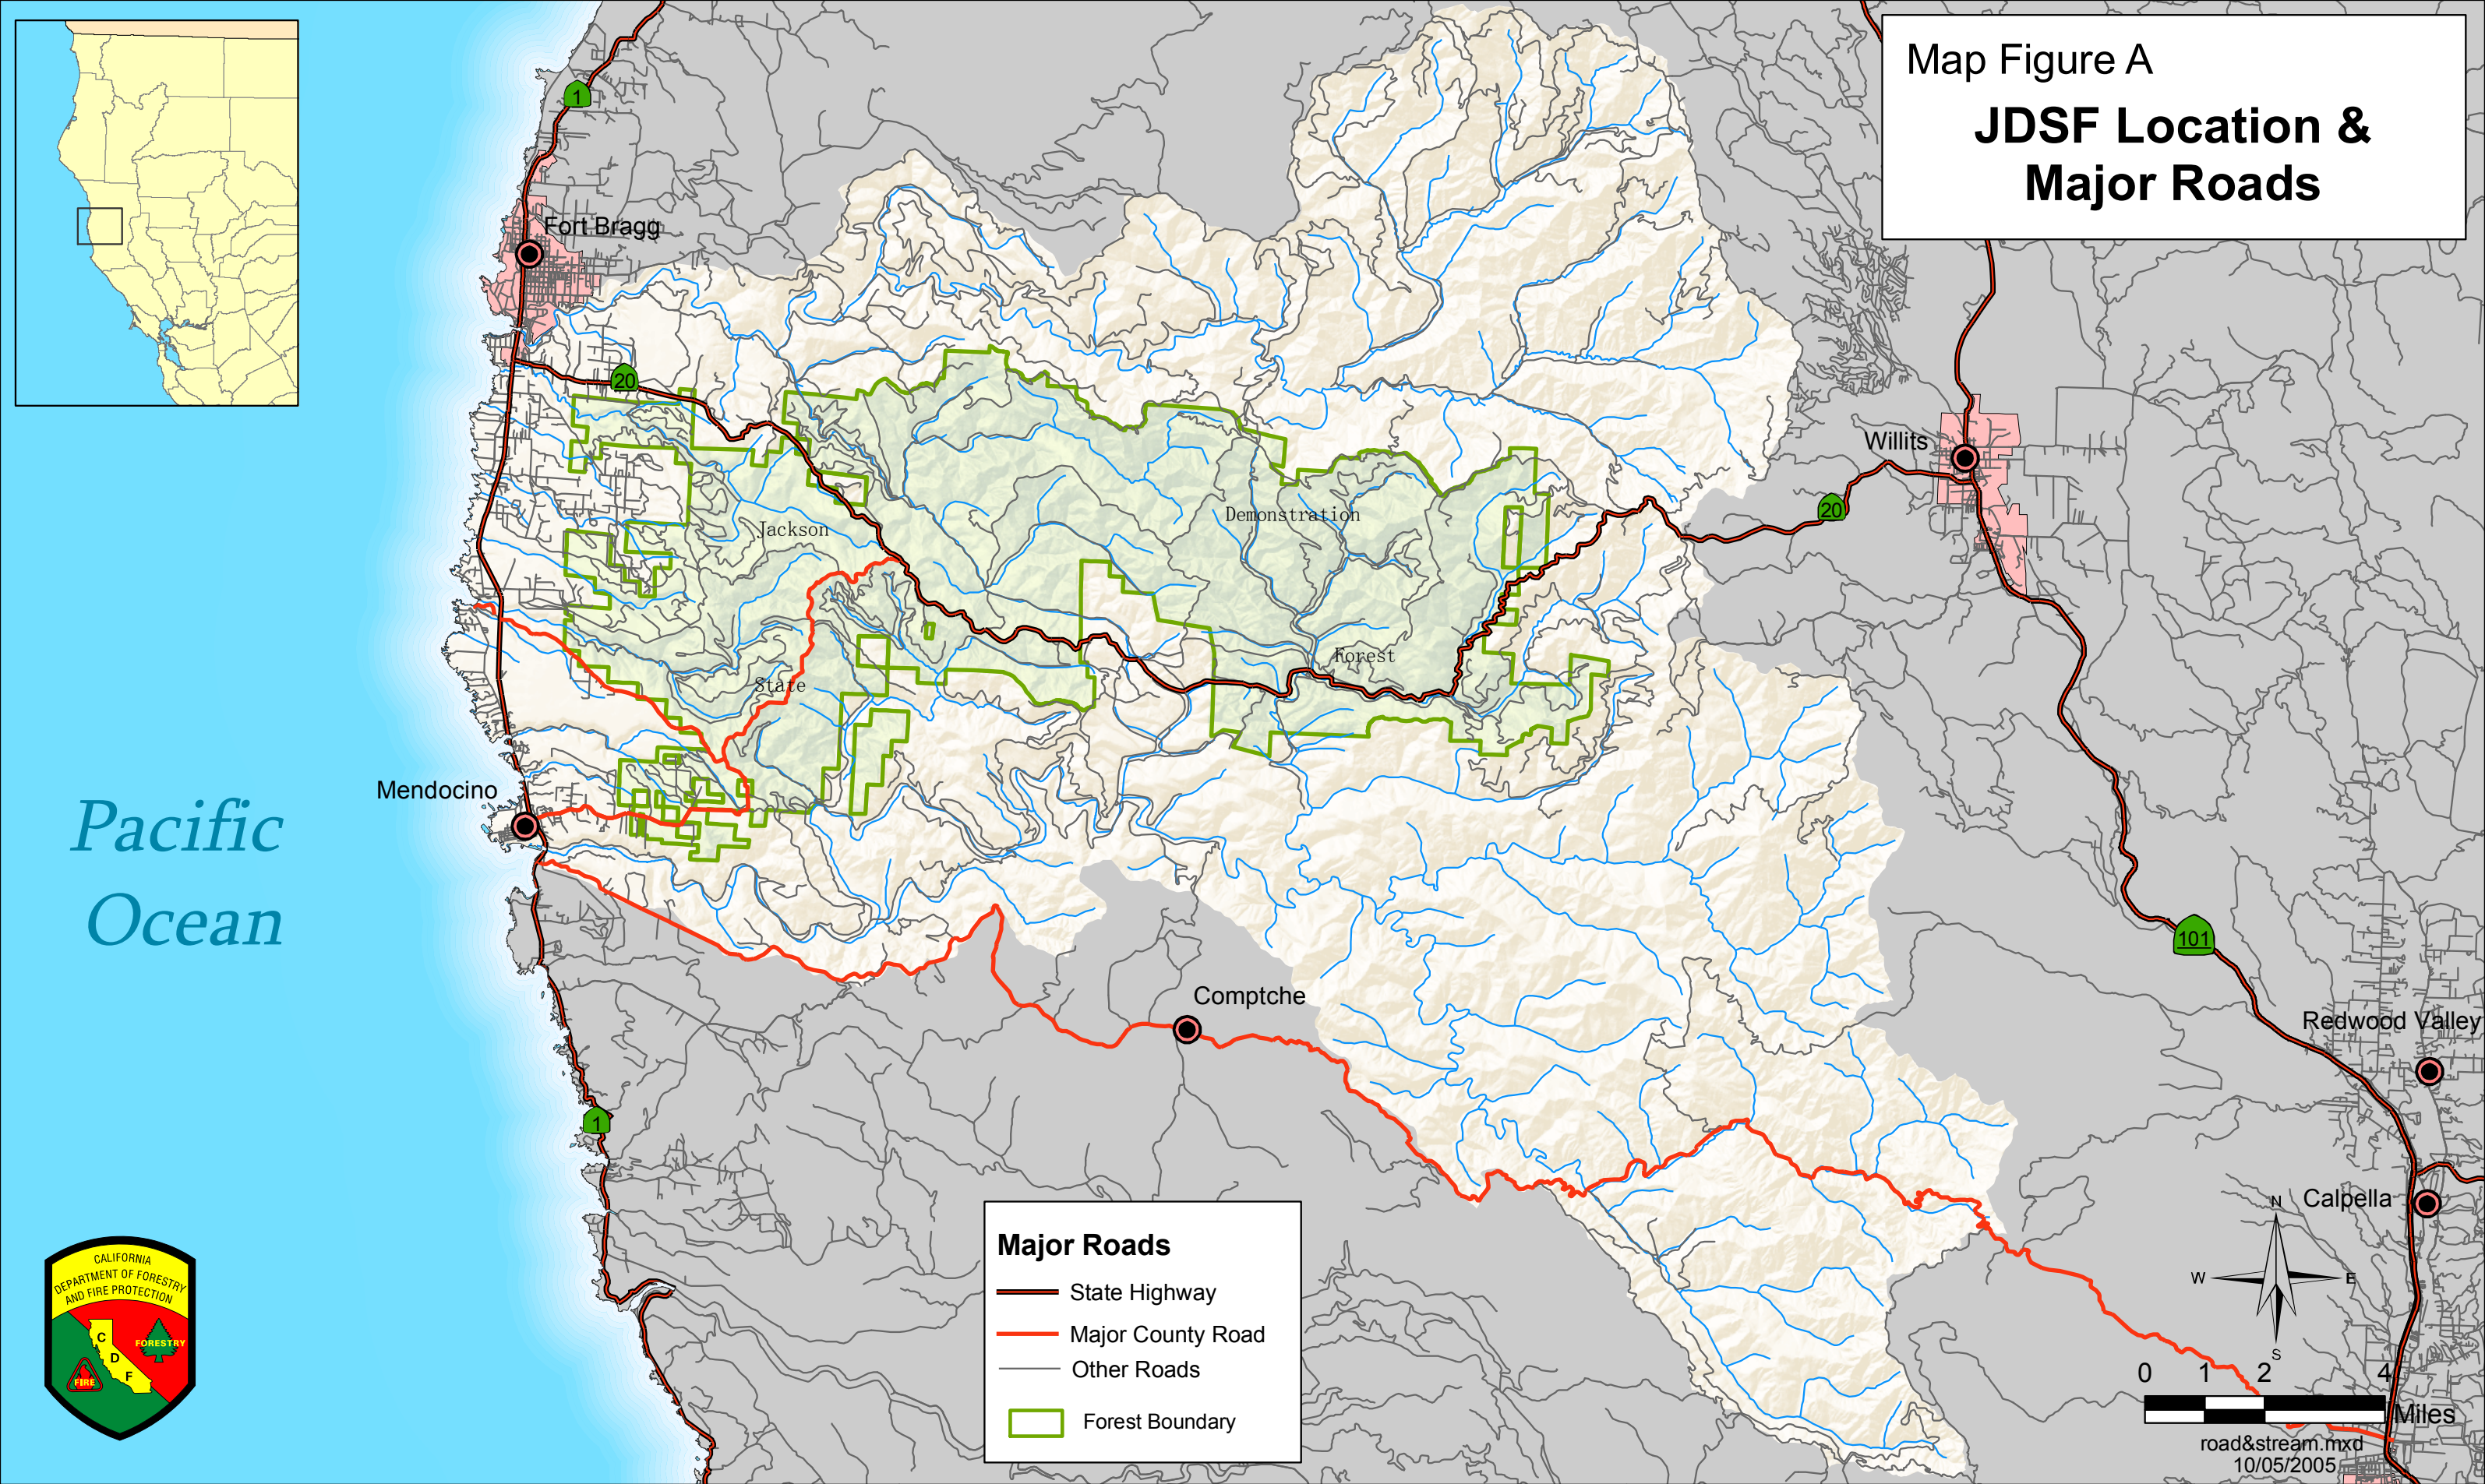 Map Figure A
JDSF Location &
Major Roads
1
Fort Bragg
20
Willits
20
Jackson
Demonstration
Forest
State
Mendocino
Pacific
Ocean
101
Comptche
Redwood Valley
1
Calpella
N
W
E
S
Major Roads
State Highway
Major County Road
Other Roads
Forest Boundary
CALIFORNIA
DEPARTMENT OF FORESTRY
AND FIRE PROTECTION
C
D
F
FORESTRY
FIRE
0 1 2 4
Miles
road&stream.mxd
10/05/2005